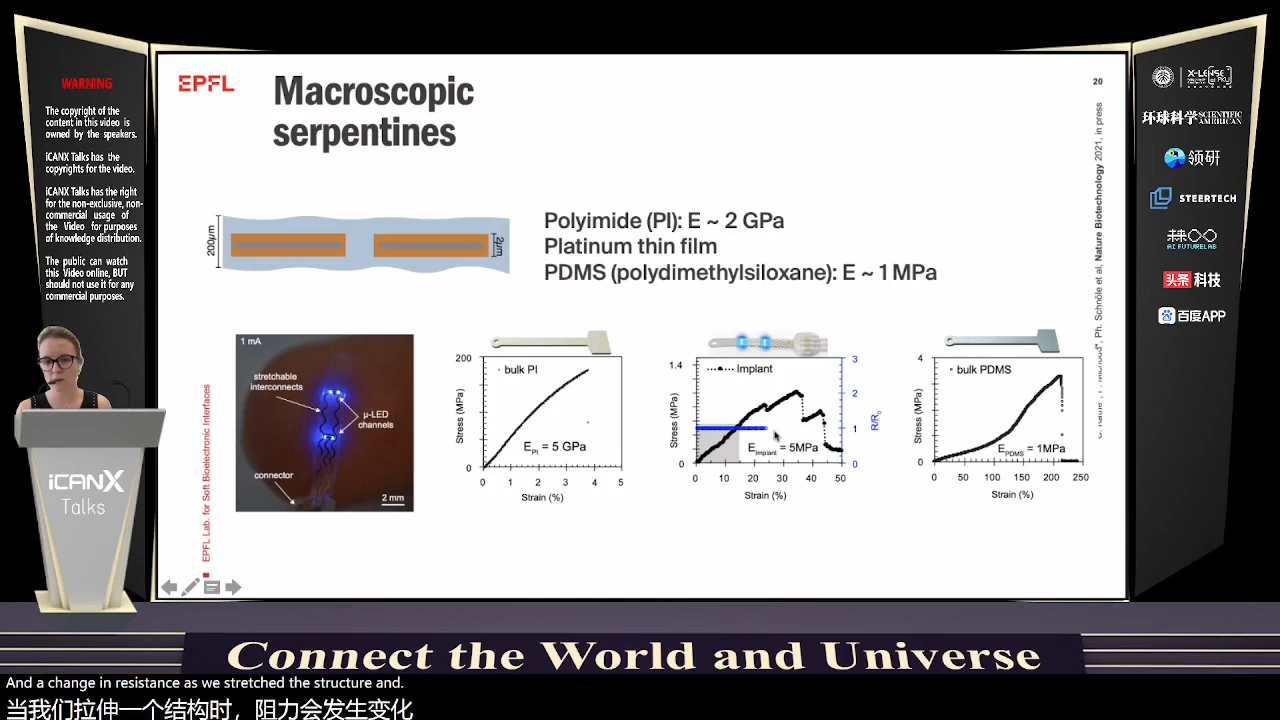 WARNING
The copyright of the
content in this video is
owned by the speakers.
iCANX Talks has the
copyrights for the video.
iCANX Talks has the right
for the non-exclusive, non-
commercial usage of
the Video for purposes
of knowledge distribution.
The public can watch
this Video online, BUT
should not use it for any
commercial purposes.
iCANX
Talks
EPFL
Macroscopic
serpentines
20
200µm
2µm
Polyimide (PI): E ~ 2 GPa
Platinum thin film
PDMS (polydimethylsiloxane): E ~ 1 MPa
1 mA
stretchable
interconnects
µ-LED
channels
connector
2 mm
Stress (MPa)
200
0
bulk PI
E_PI = 5 GPa
0 1 2 3 4 5
Strain (%)
Stress (MPa)
1.4
0
Implant
E_Implant = 5MPa
3
2
1
0
R/R₀
0 10 20 30 40 50
Strain (%)
Stress (MPa)
4
2
0
bulk PDMS
E_PDMS = 1MPa
0 50 100 150 200 250
Strain (%)
EPFL Lab. for Soft Bioelectronic Interfaces
Ph. Schnöle et al, Nature Biotechnology 2021, in press
X-LENSE
环球科学 SCIENTIFIC AMERICAN
领研
STEERTECH
AI FUTURELAB
头条 科技
百度APP
Connect the World and Universe
And a change in resistance as we stretched the structure and.
当我们拉伸一个结构时，阻力会发生变化